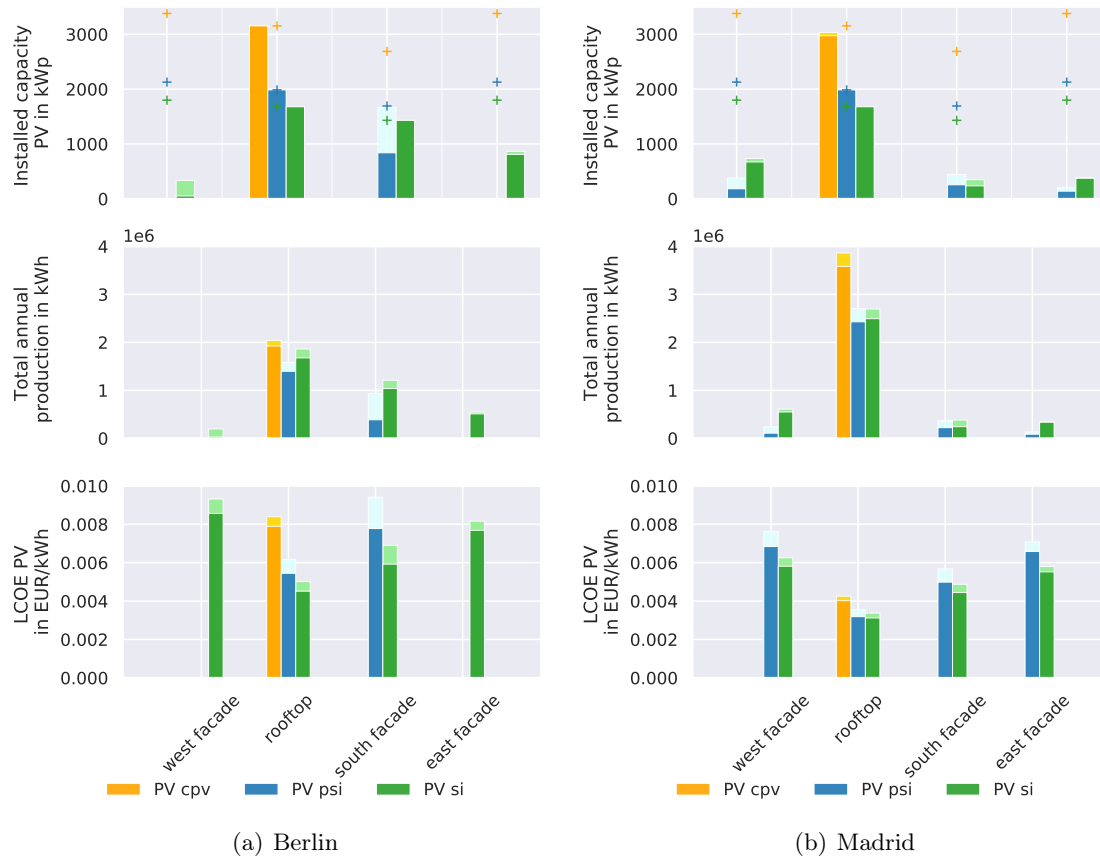 Installed capacity
PV in kWp
3000
2000
1000
0
1e6
Total annual
production in kWh
4
3
2
1
0
LCOE PV
in EUR/kWh
0.010
0.008
0.006
0.004
0.002
0.000
west facade
rooftop
south facade
east facade
PV cpv
PV psi
PV si
(a) Berlin
Installed capacity
PV in kWp
3000
2000
1000
0
1e6
Total annual
production in kWh
4
3
2
1
0
LCOE PV
in EUR/kWh
0.010
0.008
0.006
0.004
0.002
0.000
west facade
rooftop
south facade
east facade
PV cpv
PV psi
PV si
(b) Madrid